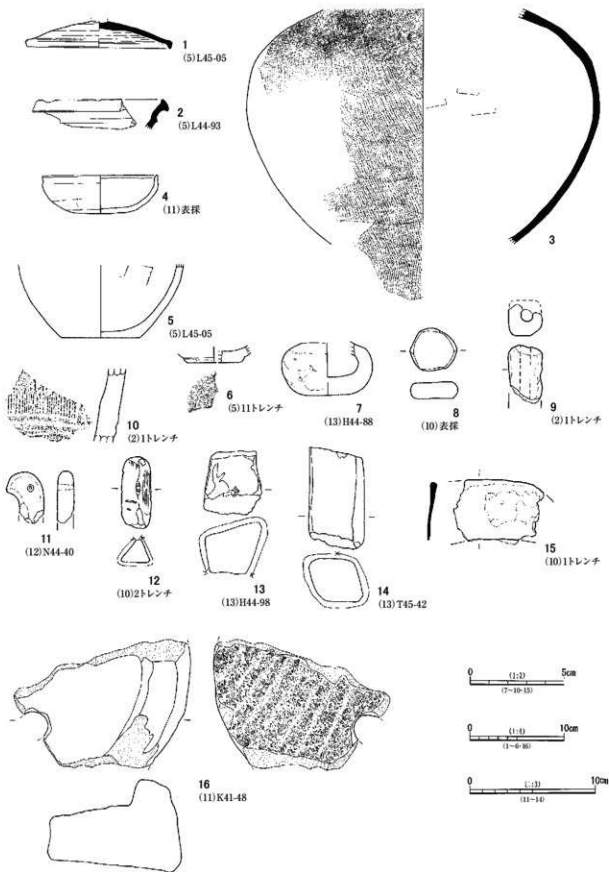 1
(5)L45-05
2
(5)L44-93
3
4
(11)表採
5
(5)L45-05
6
(5)11トレンチ
7
(13)H44-88
8
(10)表採
9
(2)1トレンチ
10
(2)1トレンチ
11
(12)N44-40
12
(10)2トレンチ
13
(13)H44-98
14
(13)T45-42
15
(10)1トレンチ
16
(11)K41-48
0 (1:2) 5cm
(7~10·15)
0 (1:4) 10cm
(1~6·16)
0 10cm
(11~14)